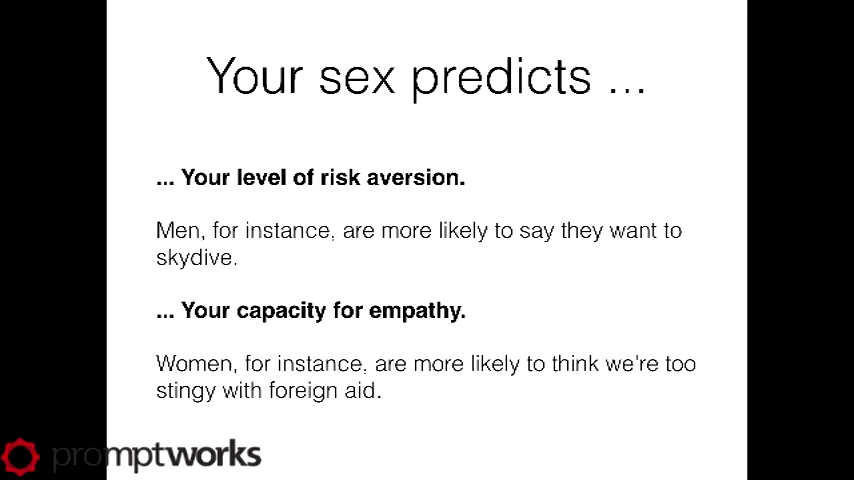 Your sex predicts ...
... Your level of risk aversion.
Men, for instance, are more likely to say they want to
skydive.
... Your capacity for empathy.
Women, for instance, are more likely to think we're too
stingy with foreign aid.
promptworks